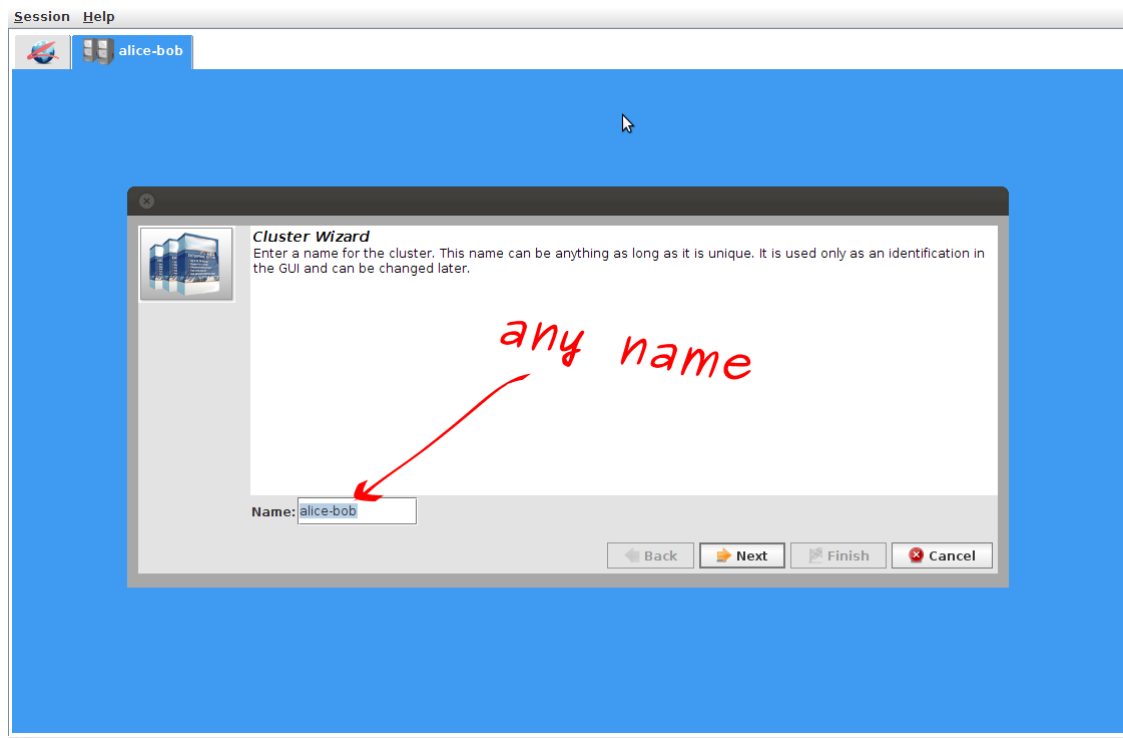 Session Help
alice-bob
Cluster Wizard
Enter a name for the cluster. This name can be anything as long as it is unique. It is used only as an identification in
the GUI and can be changed later.
any name
Name: alice-bob
Back Next Finish Cancel